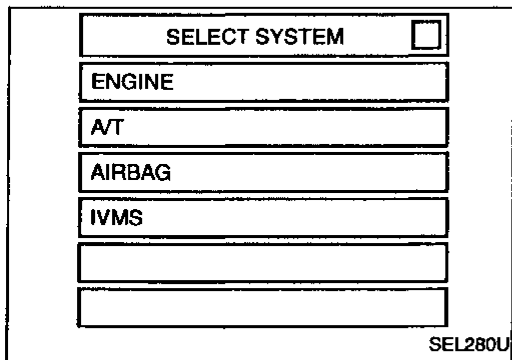 SELECT SYSTEM
ENGINE
A/T
AIRBAG
IVMS
SEL280U